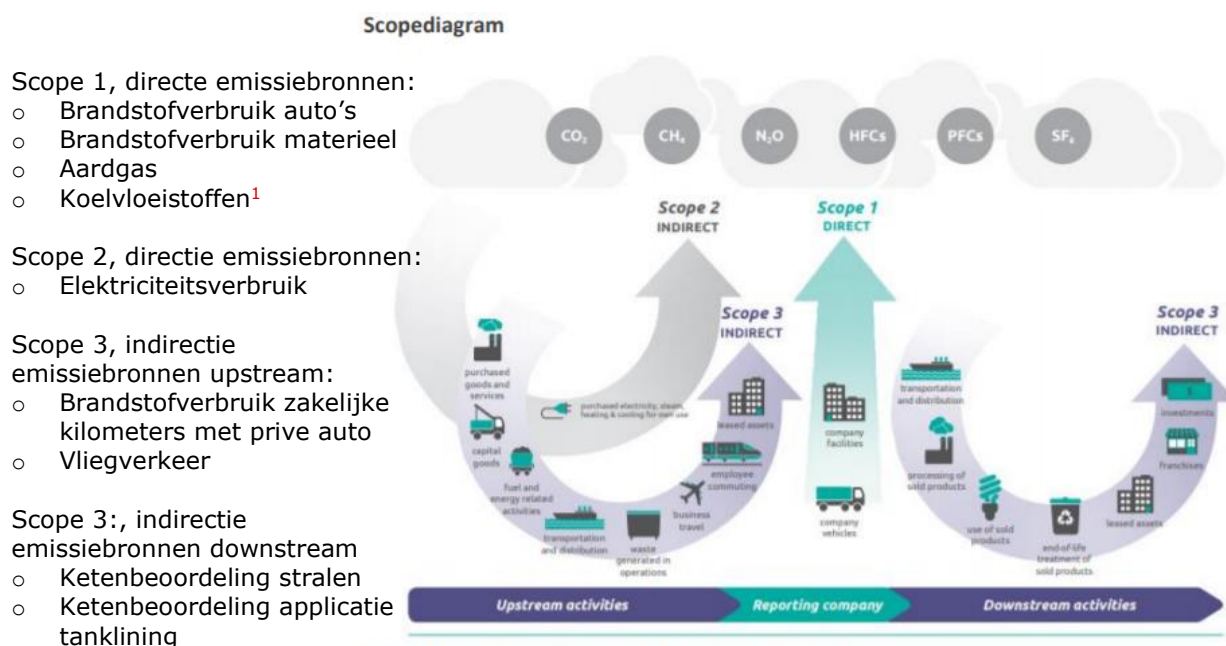 Scopediagram
Scope 1, directe emissiebronnen:
o Brandstofverbruik auto's
o Brandstofverbruik materieel
o Aardgas
o Koelvloeistoffen1
Scope 2, directie emissiebronnen:
o Elektriciteitsverbruik
Scope 3, indirectie
emissiebronnen upstream:
o Brandstofverbruik zakelijke
kilometers met prive auto
o Vliegverkeer
Scope 3:, indirectie
emissiebronnen downstream
o Ketenbeoordeling stralen
o Ketenbeoordeling applicatie
tanklining
CO₂ CH₄ N₂O HFCs PFCs SF₆
Scope 2
INDIRECT
Scope 1
DIRECT
Scope 3
INDIRECT
Scope 3
INDIRECT
purchased
goods and
services
capital
goods
fuel and
energy related
activities
transportation
and distribution
waste
generated in
operations
business
travel
employee
commuting
leased assets
purchased electricity, steam,
heating & cooling for own use
company
facilities
company
vehicles
transportation
and distribution
processing of
sold products
use of sold
products
end-of-life
treatment of
sold products
leased assets
franchises
investments
Upstream activities
Reporting company
Downstream activities